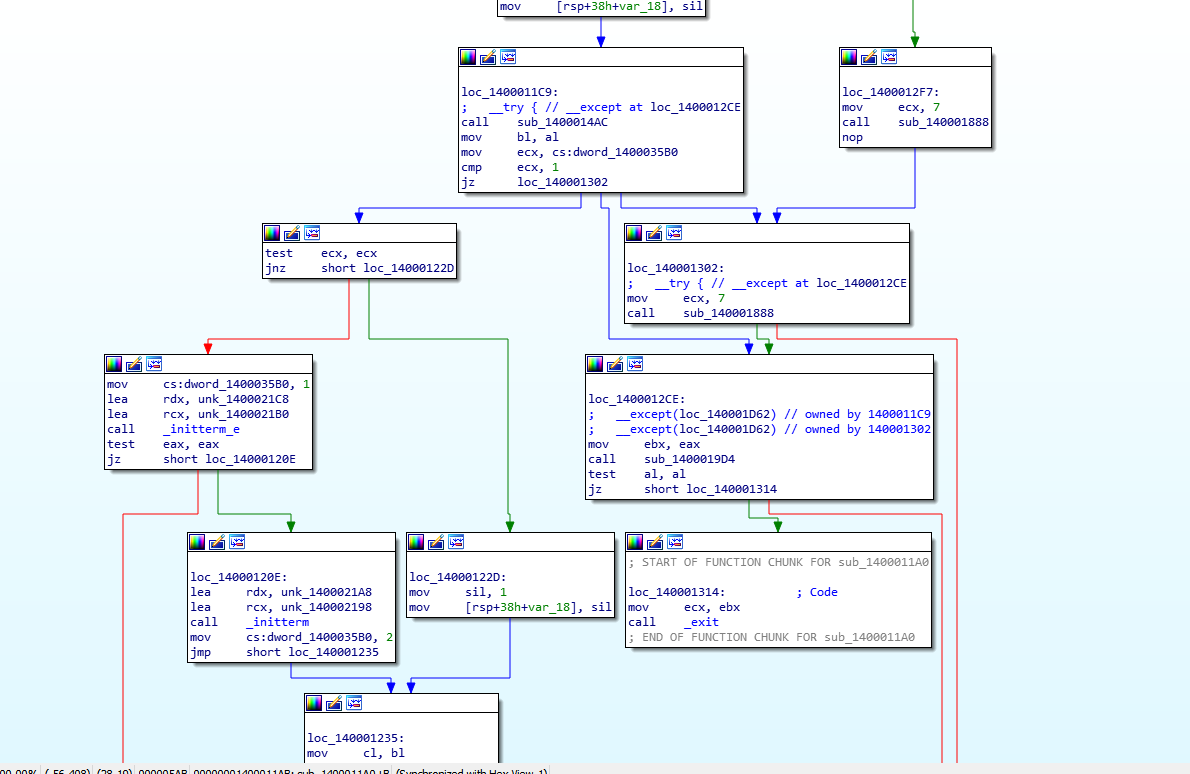 mov     [rsp+38h+var_18], sil
loc_1400011C9:
;   __try { // __except at loc_1400012CE
call    sub_1400014AC
mov     bl, al
mov     ecx, cs:dword_1400035B0
cmp     ecx, 1
jz      loc_140001302
loc_1400012F7:
mov     ecx, 7
call    sub_140001888
nop
test    ecx, ecx
jnz     short loc_14000122D
loc_140001302:
;   __try { // __except at loc_1400012CE
mov     ecx, 7
call    sub_140001888
mov     cs:dword_1400035B0, 1
lea     rdx, unk_1400021C8
lea     rcx, unk_1400021B0
call    _initterm_e
test    eax, eax
jz      short loc_14000120E
loc_1400012CE:
;   __except(loc_140001D62) // owned by 1400011C9
;   __except(loc_140001D62) // owned by 140001302
mov     ebx, eax
call    sub_1400019D4
test    al, al
jz      short loc_140001314
loc_14000120E:
lea     rdx, unk_1400021A8
lea     rcx, unk_140002198
call    _initterm
mov     cs:dword_1400035B0, 2
jmp     short loc_140001235
loc_14000122D:
mov     sil, 1
mov     [rsp+38h+var_18], sil
; START OF FUNCTION CHUNK FOR sub_1400011A0
loc_140001314:          ; Code
mov     ecx, ebx
call    _exit
; END OF FUNCTION CHUNK FOR sub_1400011A0
loc_140001235:
mov     cl, bl